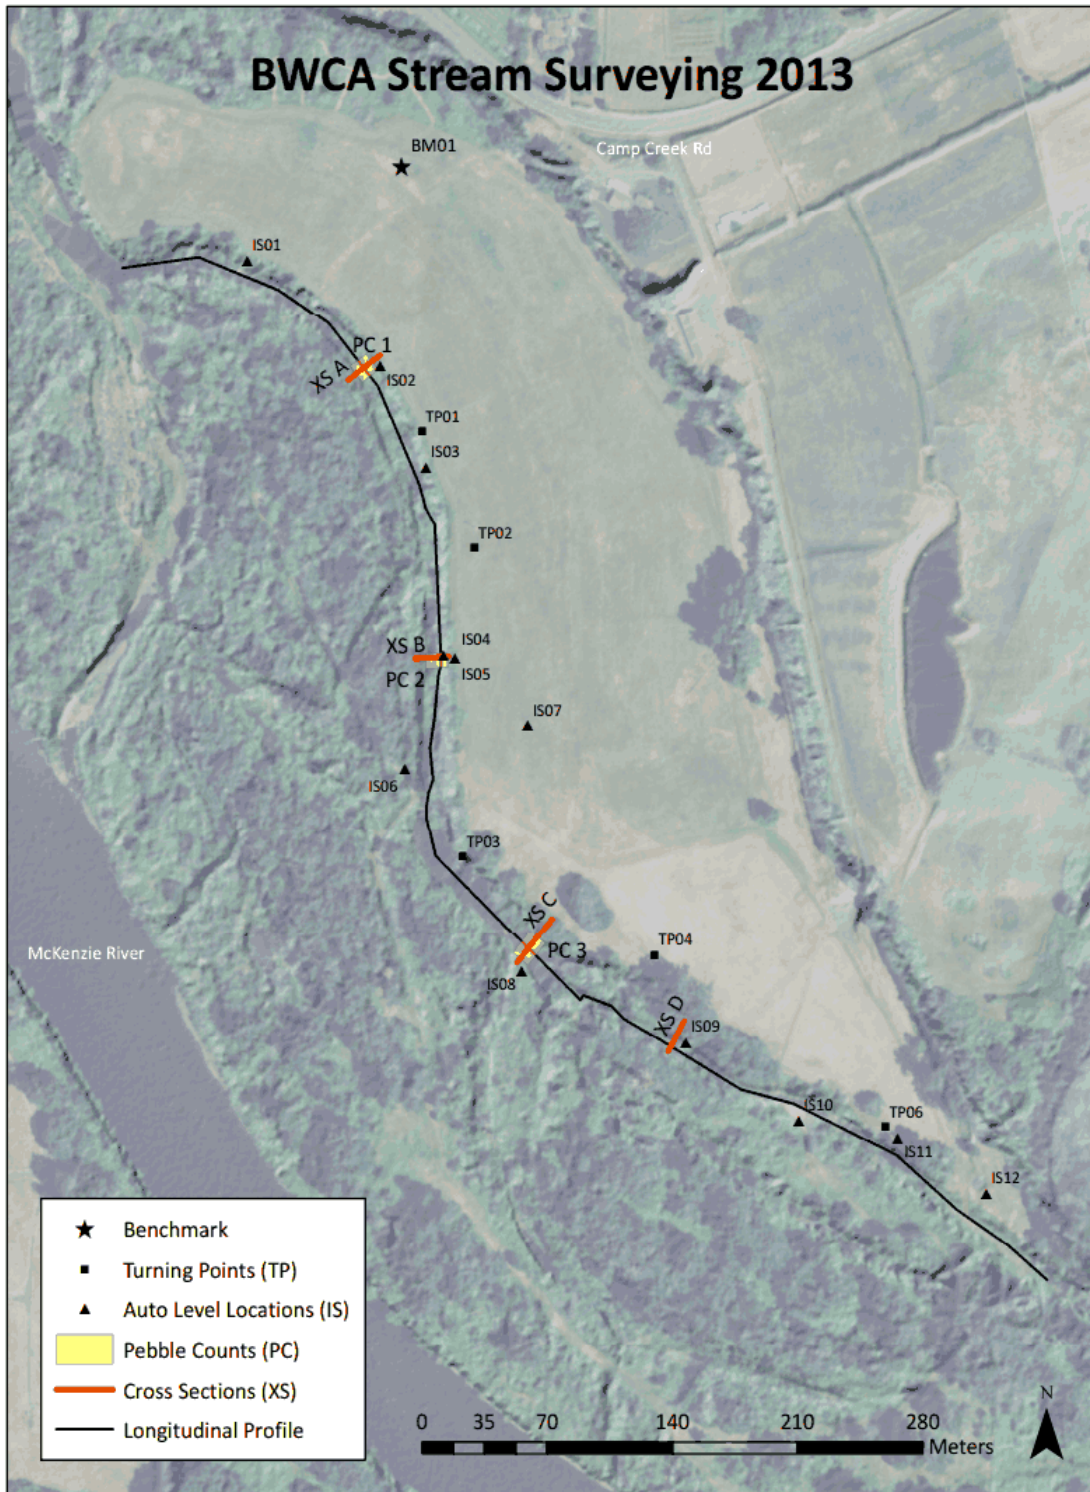 BWCA Stream Surveying 2013
BM01
Camp Creek Rd
IS01
PC 1
XS A
IS02
TP01
IS03
TP02
XS B
IS04
PC 2
IS05
IS07
IS06
TP03
XS C
McKenzie River
PC 3
TP04
IS08
XS D
IS09
IS10
TP06
IS11
IS12
Benchmark
Turning Points (TP)
Auto Level Locations (IS)
Pebble Counts (PC)
Cross Sections (XS)
Longitudinal Profile
N
0 35 70 140 210 280
Meters